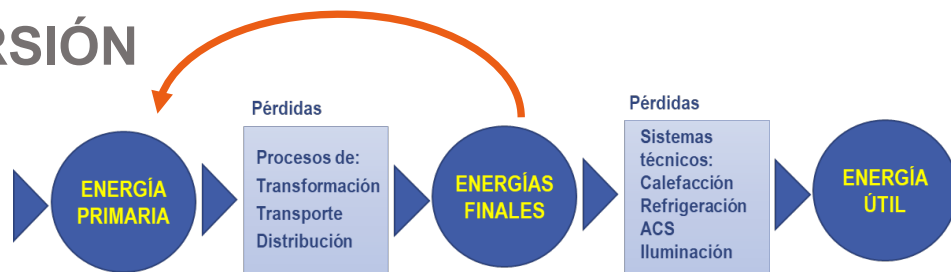 RSIÓN
Pérdidas
Procesos de:
Transformación
Transporte
Distribución
Pérdidas
Sistemas
técnicos:
Calefacción
Refrigeración
ACS
Iluminación
ENERGÍA
PRIMARIA
ENERGÍAS
FINALES
ENERGÍA
ÚTIL